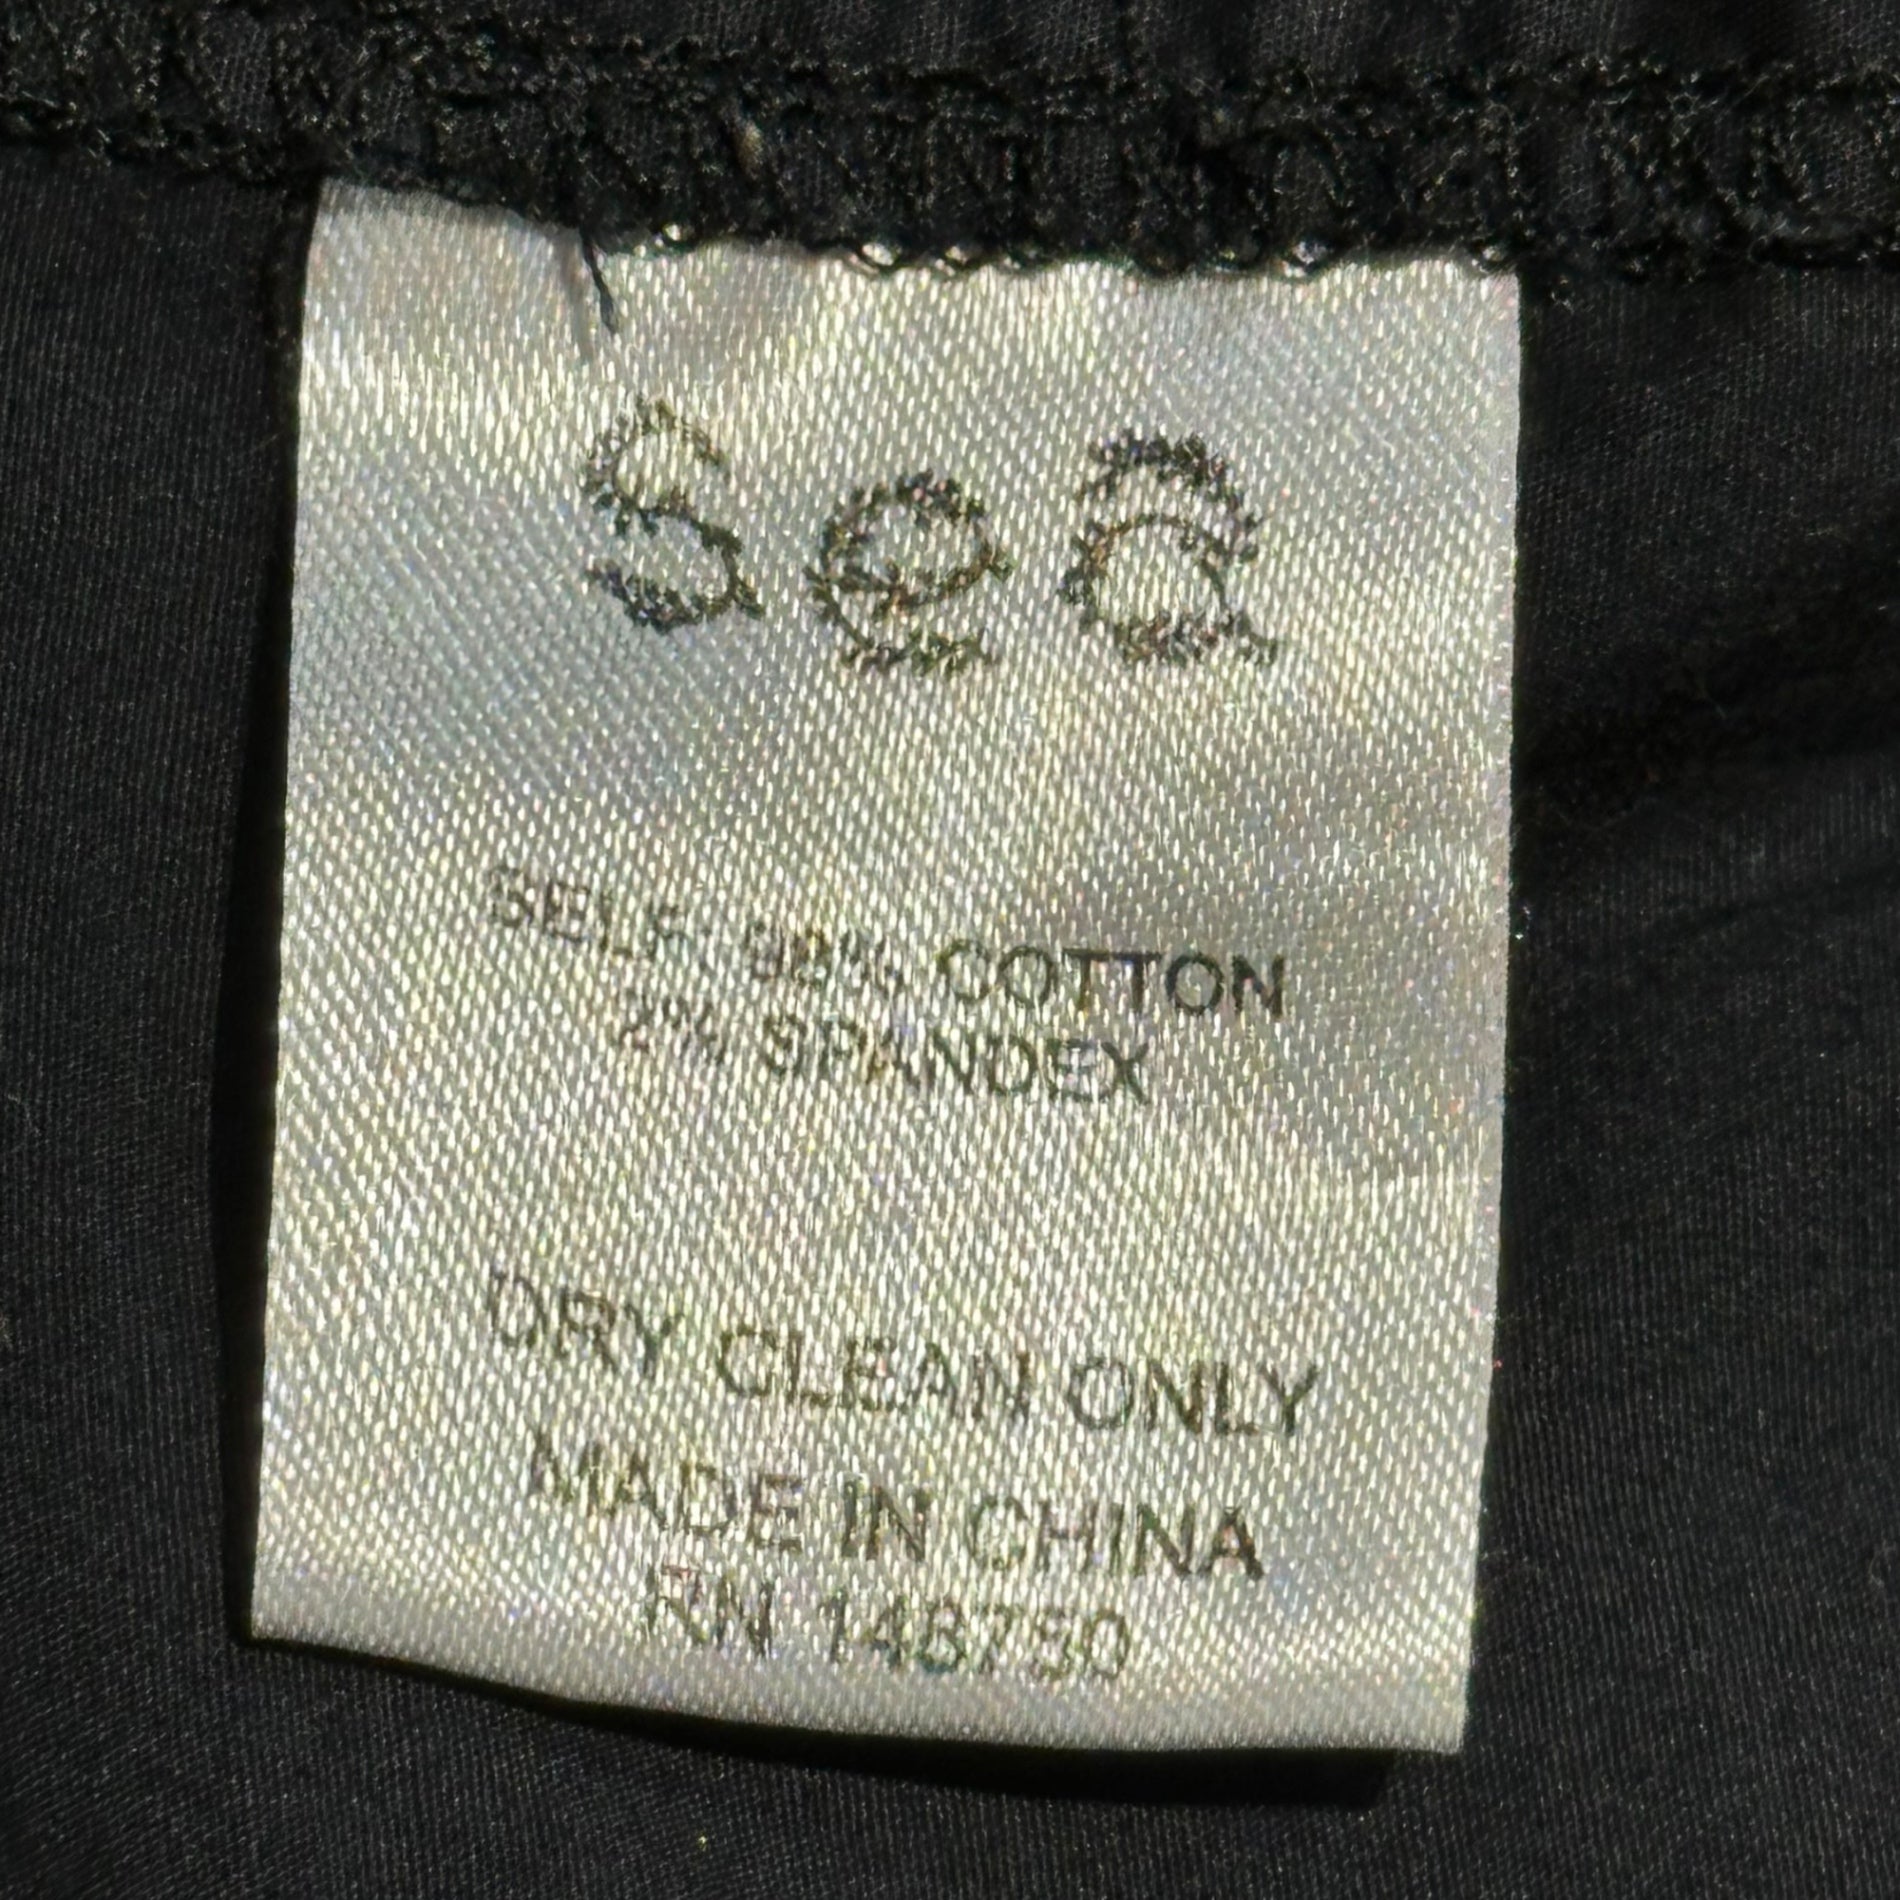 sea
SELF: 98% COTTON
2% SPANDEX
DRY CLEAN ONLY
MADE IN CHINA
RN 148750